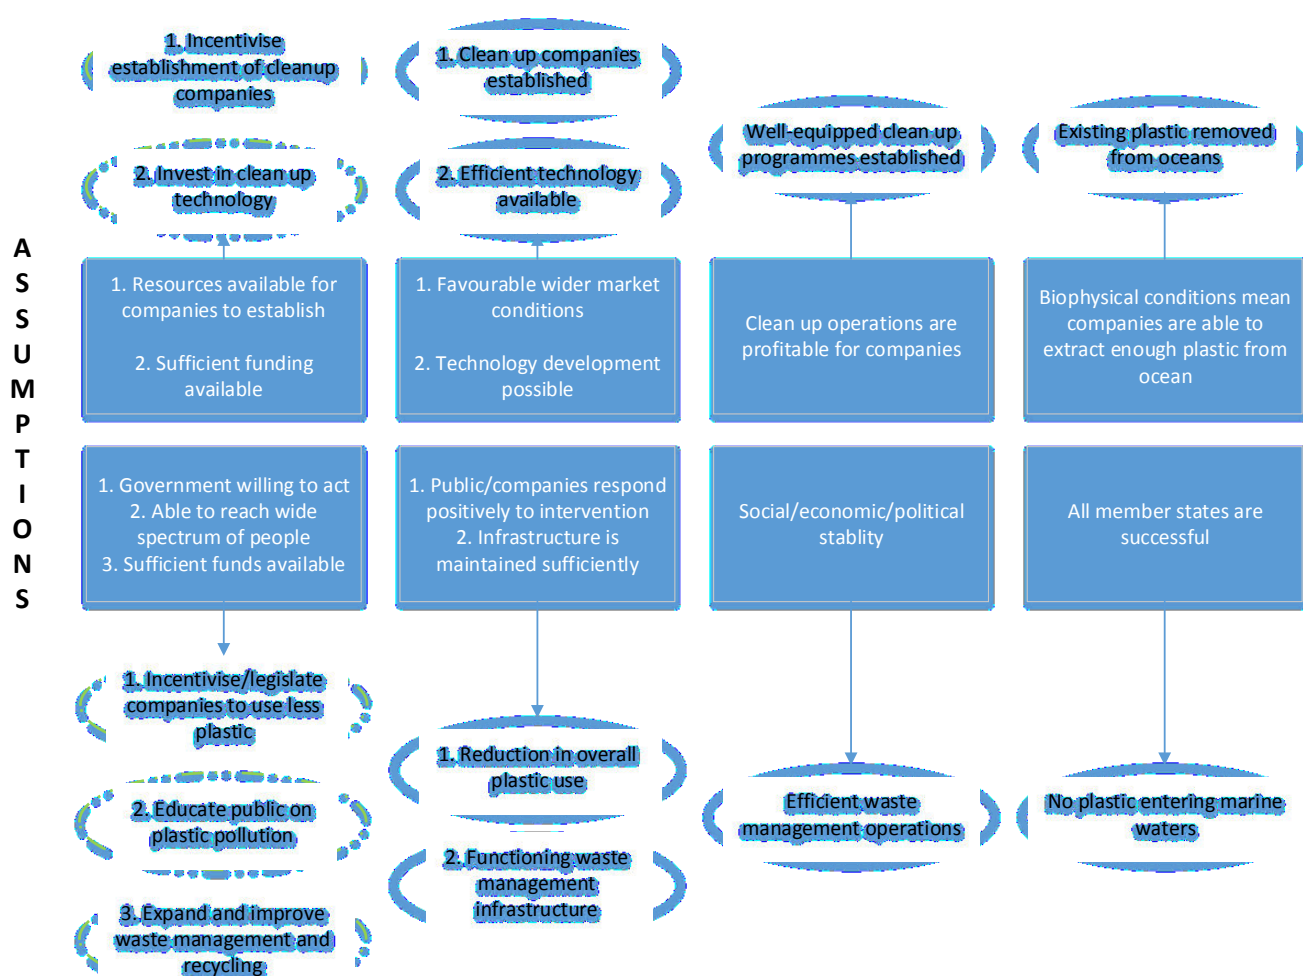 1. Incentivise
establishment of cleanup
companies
1. Clean up companies
established
2. Invest in clean up
technology
2. Efficient technology
available
Well-equipped clean up
programmes established
Existing plastic removed
from oceans
ASSUMPTIONS
1. Resources available for
companies to establish
2. Sufficient funding
available
1. Favourable wider market
conditions
2. Technology development
possible
Clean up operations are
profitable for companies
Biophysical conditions mean
companies are able to
extract enough plastic from
ocean
1. Government willing to act
2. Able to reach wide
spectrum of people
3. Sufficient funds available
1. Public/companies respond
positively to intervention
2. Infrastructure is
maintained sufficiently
Social/economic/political
stablity
All member states are
successful
1. Incentivise/legislate
companies to use less
plastic
2. Educate public on
plastic pollution
3. Expand and improve
waste management and
recycling
1. Reduction in overall
plastic use
2. Functioning waste
management
infrastructure
Efficient waste
management operations
No plastic entering marine
waters